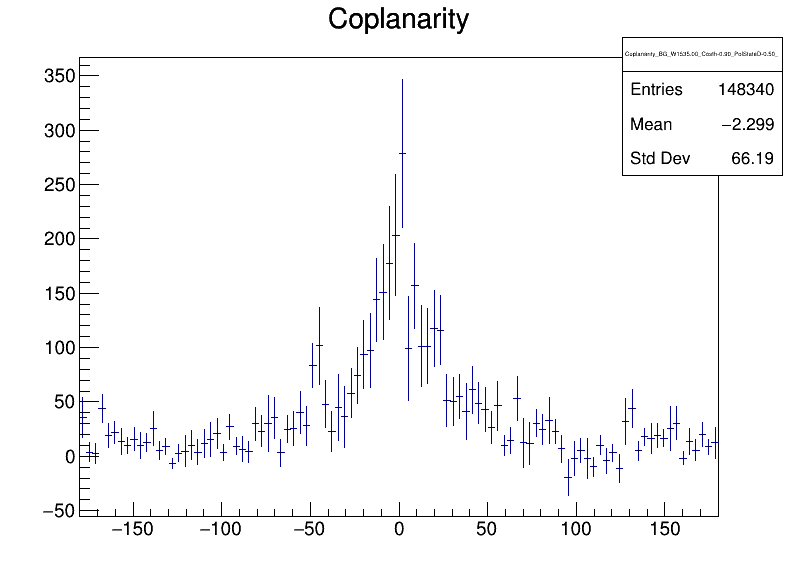 Coplanarity
Coplanarity_BG_W1535.00_Costh-0.90_PolStateD-0.50_
Entries 148340
Mean −2.299
Std Dev 66.19
350
300
250
200
150
100
50
0
−50
−150 −100 −50 0 50 100 150